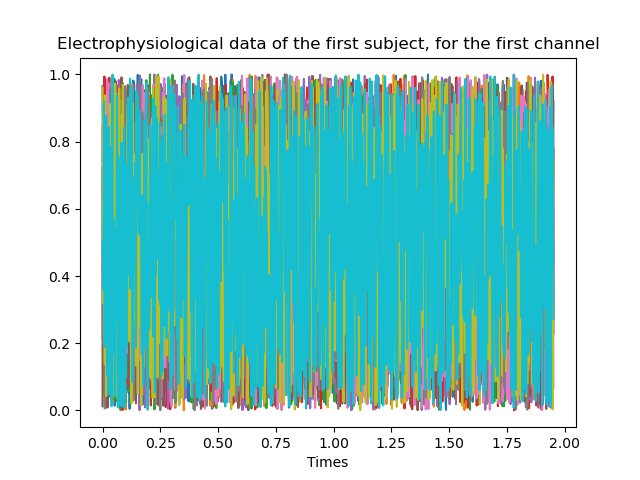 Electrophysiological data of the first subject, for the first channel
1.0
0.8
0.6
0.4
0.2
0.0
0.00 0.25 0.50 0.75 1.00 1.25 1.50 1.75 2.00
Times